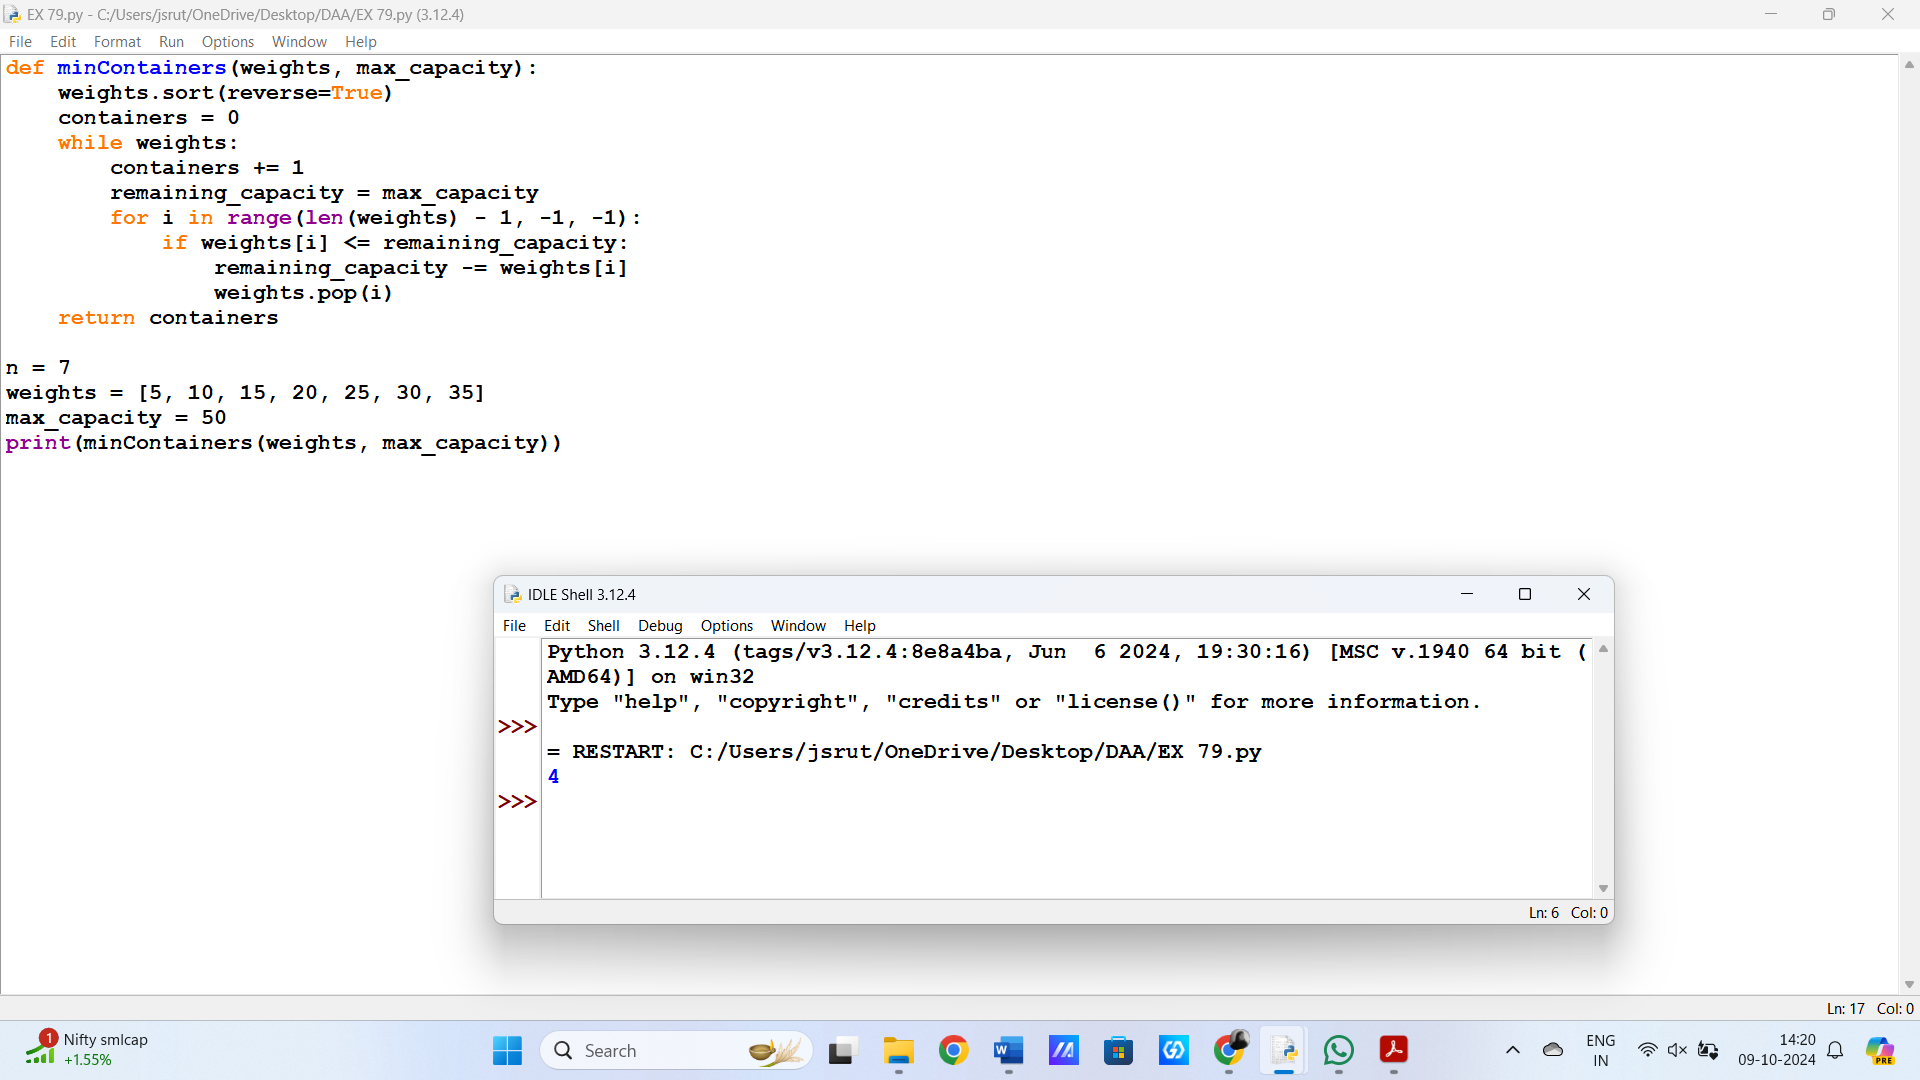 EX 79.py - C:/Users/jsrut/OneDrive/Desktop/DAA/EX 79.py (3.12.4)
File Edit Format Run Options Window Help
def minContainers(weights, max_capacity):
    weights.sort(reverse=True)
    containers = 0
    while weights:
        containers += 1
        remaining_capacity = max_capacity
        for i in range(len(weights) - 1, -1, -1):
            if weights[i] <= remaining_capacity:
                remaining_capacity -= weights[i]
                weights.pop(i)
    return containers

n = 7
weights = [5, 10, 15, 20, 25, 30, 35]
max_capacity = 50
print(minContainers(weights, max_capacity))
IDLE Shell 3.12.4
File Edit Shell Debug Options Window Help
Python 3.12.4 (tags/v3.12.4:8e8a4ba, Jun  6 2024, 19:30:16) [MSC v.1940 64 bit (
AMD64)] on win32
Type "help", "copyright", "credits" or "license()" for more information.
>>>
= RESTART: C:/Users/jsrut/OneDrive/Desktop/DAA/EX 79.py
4
>>>
Ln: 6 Col: 0
Ln: 17 Col: 0
1
Nifty smlcap
+1.55%
Search
ENG
IN
14:20
09-10-2024
PRE